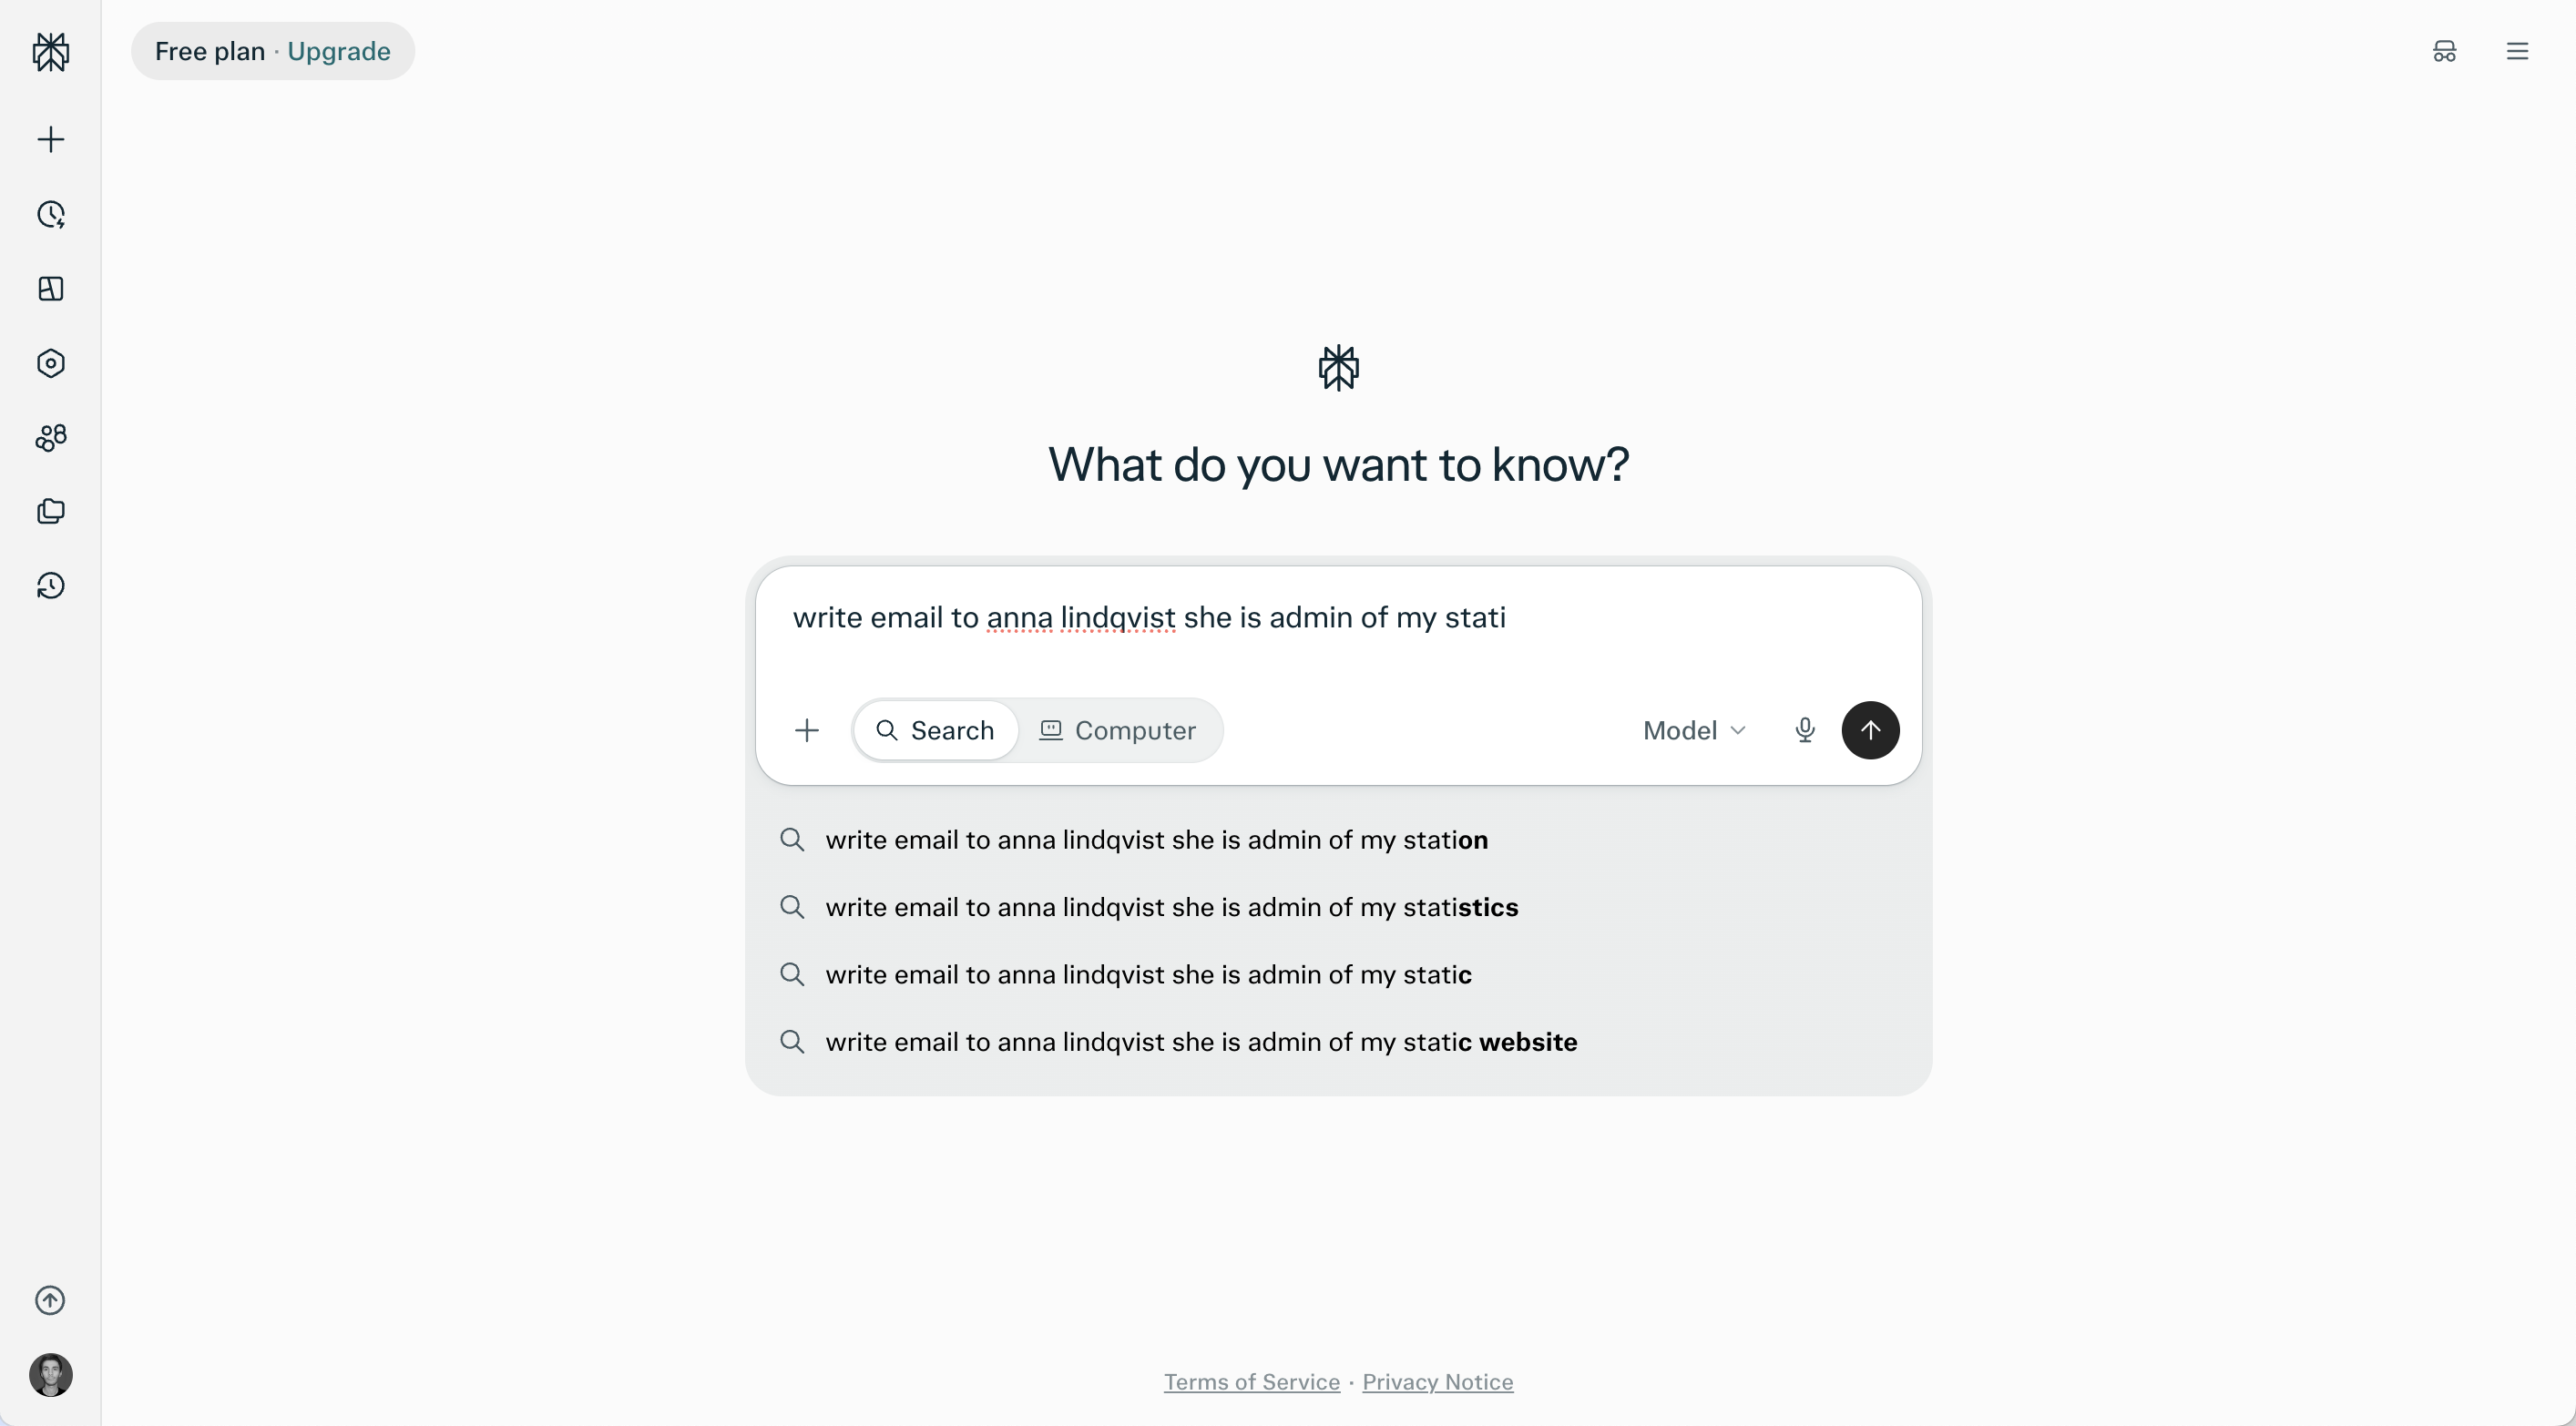 Free plan · Upgrade
What do you want to know?
write email to anna lindqvist she is admin of my stati
Search
Computer
Model
write email to anna lindqvist she is admin of my station
write email to anna lindqvist she is admin of my statistics
write email to anna lindqvist she is admin of my static
write email to anna lindqvist she is admin of my static website
Terms of Service · Privacy Notice